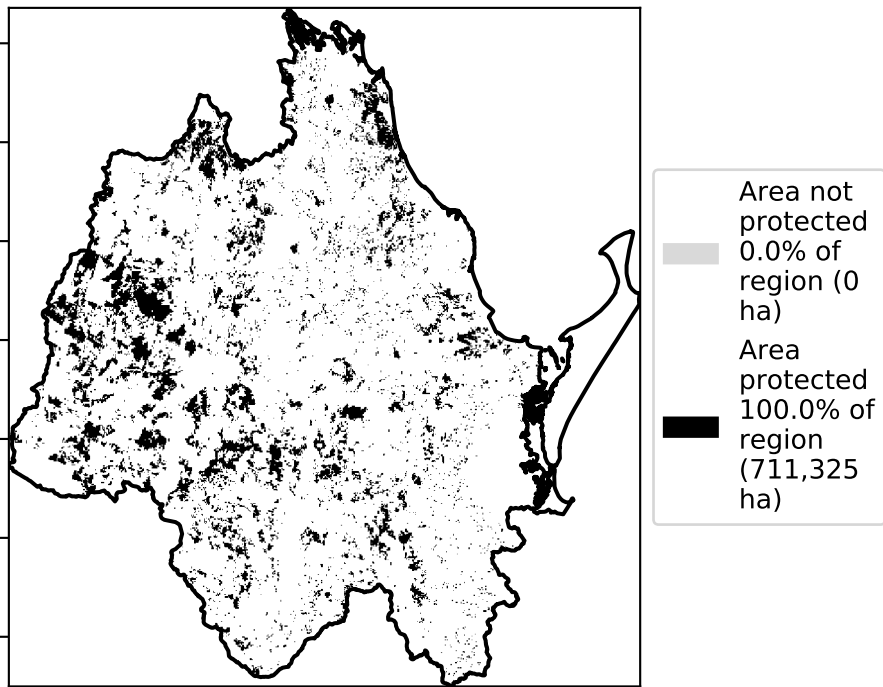 Area not
protected
0.0% of
region (0
ha)
Area
protected
100.0% of
region
(711,325
ha)